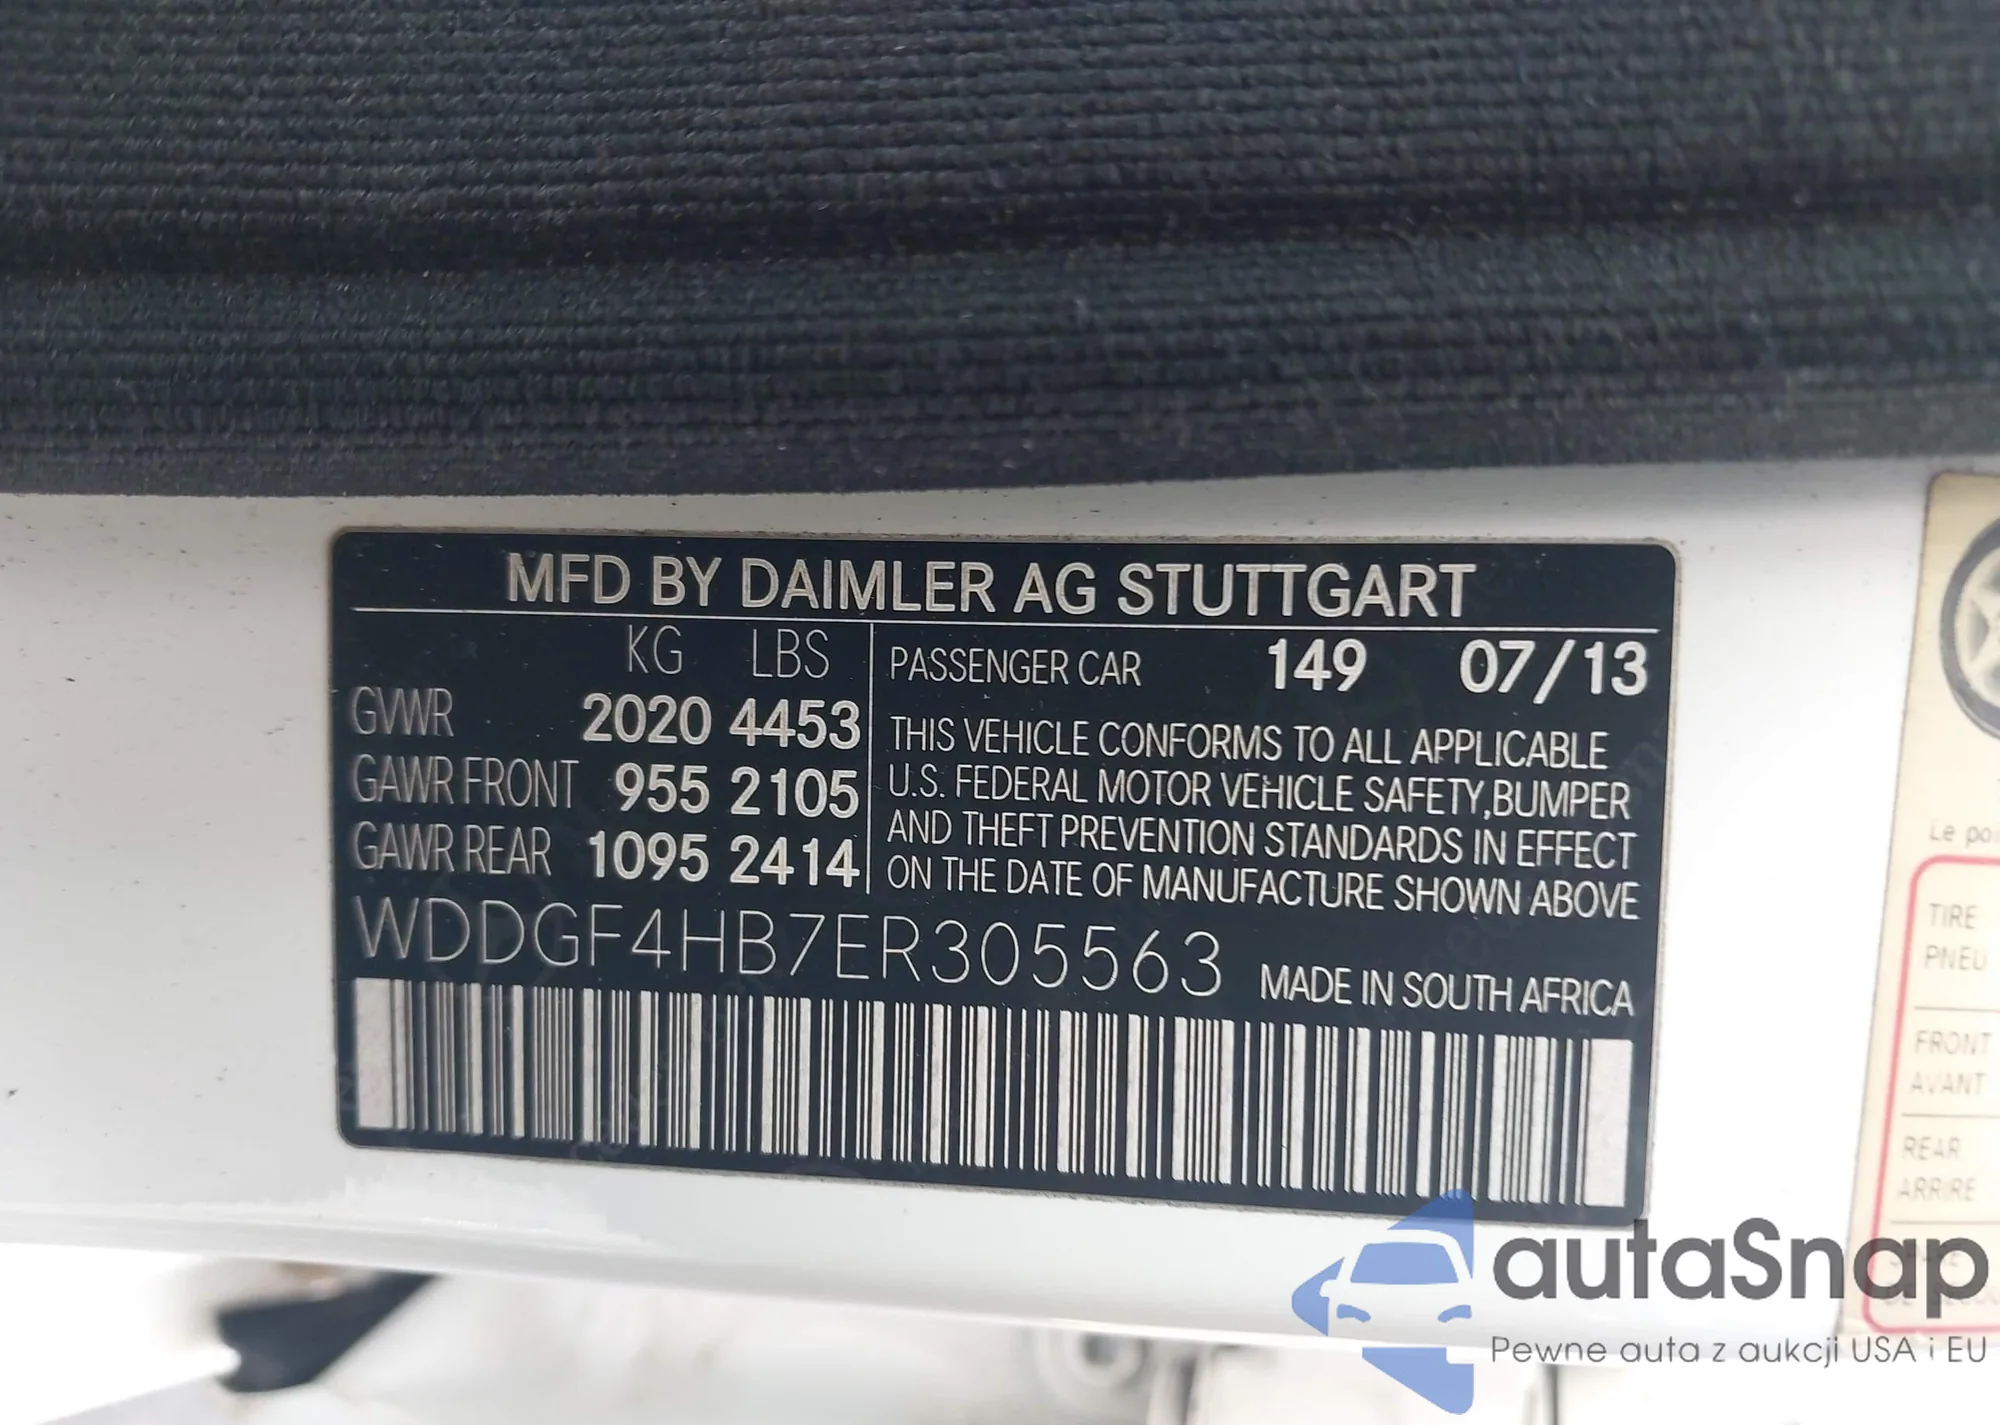 MFD BY DAIMLER AG STUTTGART
KG LBS
GVWR 2020 4453
GAWR FRONT 955 2105
GAWR REAR 1095 2414
PASSENGER CAR 149 07/13
THIS VEHICLE CONFORMS TO ALL APPLICABLE
U.S. FEDERAL MOTOR VEHICLE SAFETY,BUMPER
AND THEFT PREVENTION STANDARDS IN EFFECT
ON THE DATE OF MANUFACTURE SHOWN ABOVE
WDDGF4HB7ER305563
MADE IN SOUTH AFRICA
Le poi
TIRE
PNEU
FRONT
AVANT
REAR
ARRIRE
autaSnap
Pewne auta z aukcji USA i EU